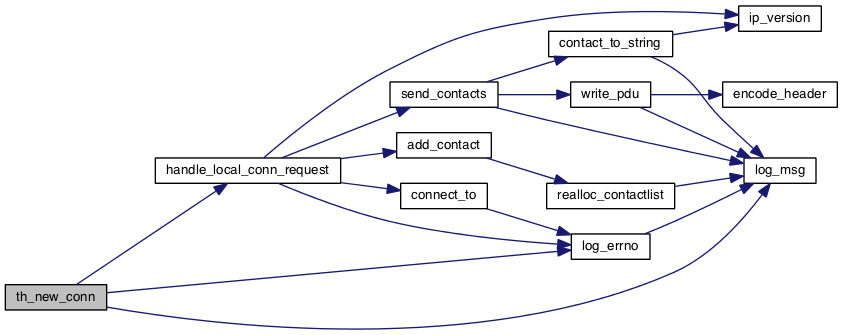 ip_version
contact_to_string
send_contacts
write_pdu
encode_header
add_contact
handle_local_conn_request
log_msg
connect_to
realloc_contactlist
log_errno
th_new_conn